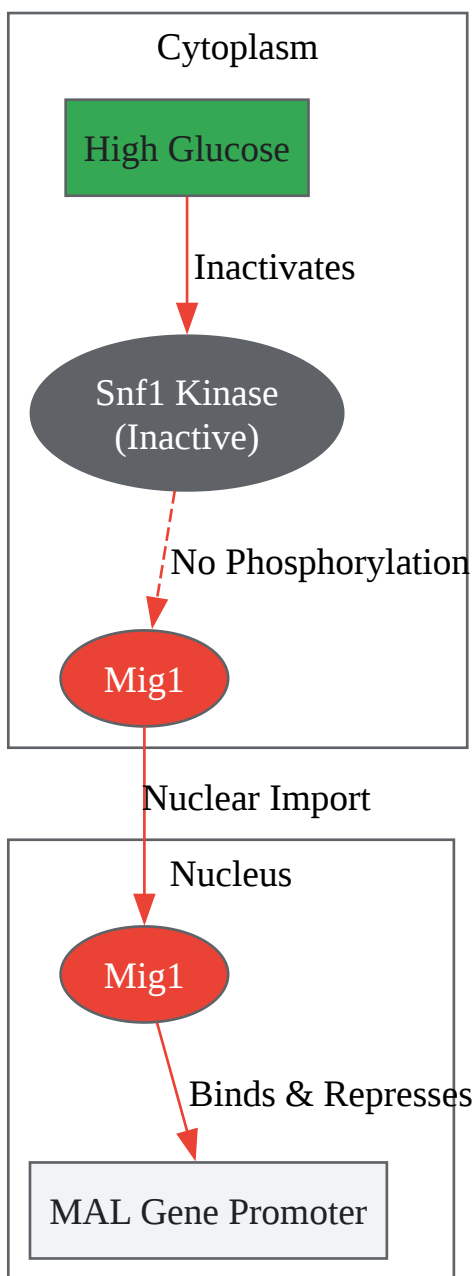 Cytoplasm
High Glucose
Inactivates
Snf1 Kinase
(Inactive)
No Phosphorylation
Mig1
Nuclear Import
Nucleus
Mig1
Binds & Represses
MAL Gene Promoter